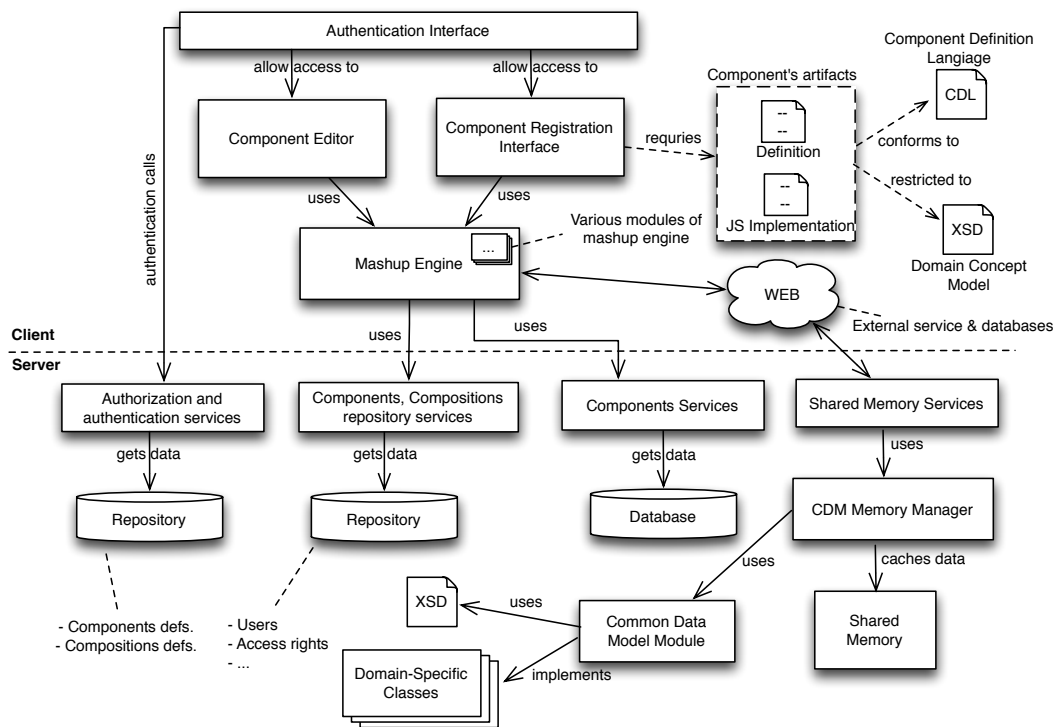 Authentication Interface
allow access to
allow access to
Component Definition
Langiage
CDL
Component's artifacts
--
--
Definition
--
--
JS Implementation
Component Editor
Component Registration
Interface
requries
conforms to
restricted to
XSD
Domain Concept
Model
authentication calls
uses
uses
Various modules of
mashup engine
...
Mashup Engine
WEB
External service & databases
uses
uses
Client
Server
Authorization and
authentication services
Components, Compositions
repository services
Components Services
Shared Memory Services
gets data
gets data
gets data
uses
Repository
Repository
Database
CDM Memory Manager
uses
caches data
- Components defs.
- Compositions defs.
- Users
- Access rights
- ...
XSD
uses
Common Data
Model Module
Shared
Memory
Domain-Specific
Classes
implements